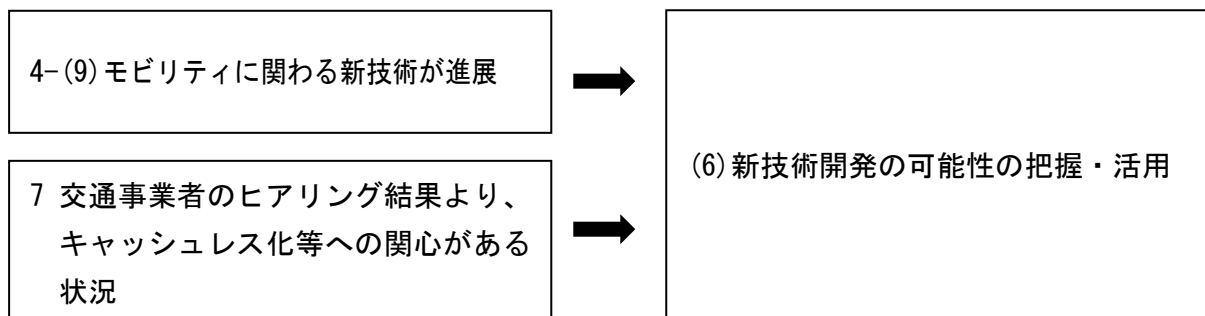 4-(9)モビリティに関わる新技術が進展
7 交通事業者のヒアリング結果より、
キャッシュレス化等への関心がある
状況
(6)新技術開発の可能性の把握・活用